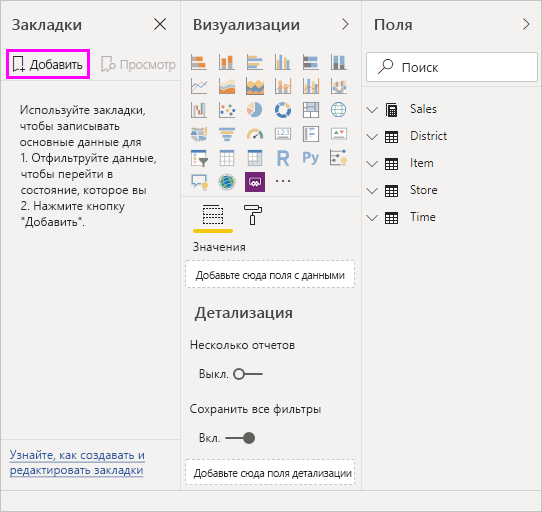 Закладки
Добавить
Просмотр
Используйте закладки,
чтобы записывать
основные данные для
1. Отфильтруйте данные,
чтобы перейти в
состояние, которое вы
2. Нажмите кнопку
"Добавить".
Узнайте, как создавать и
редактировать закладки
Визуализации
123
R
Py
Значения
Добавьте сюда поля с данными
Детализация
Несколько отчетов
Выкл.
Сохранить все фильтры
Вкл.
Добавьте сюда поля детализации
Поля
Поиск
Sales
District
Item
Store
Time